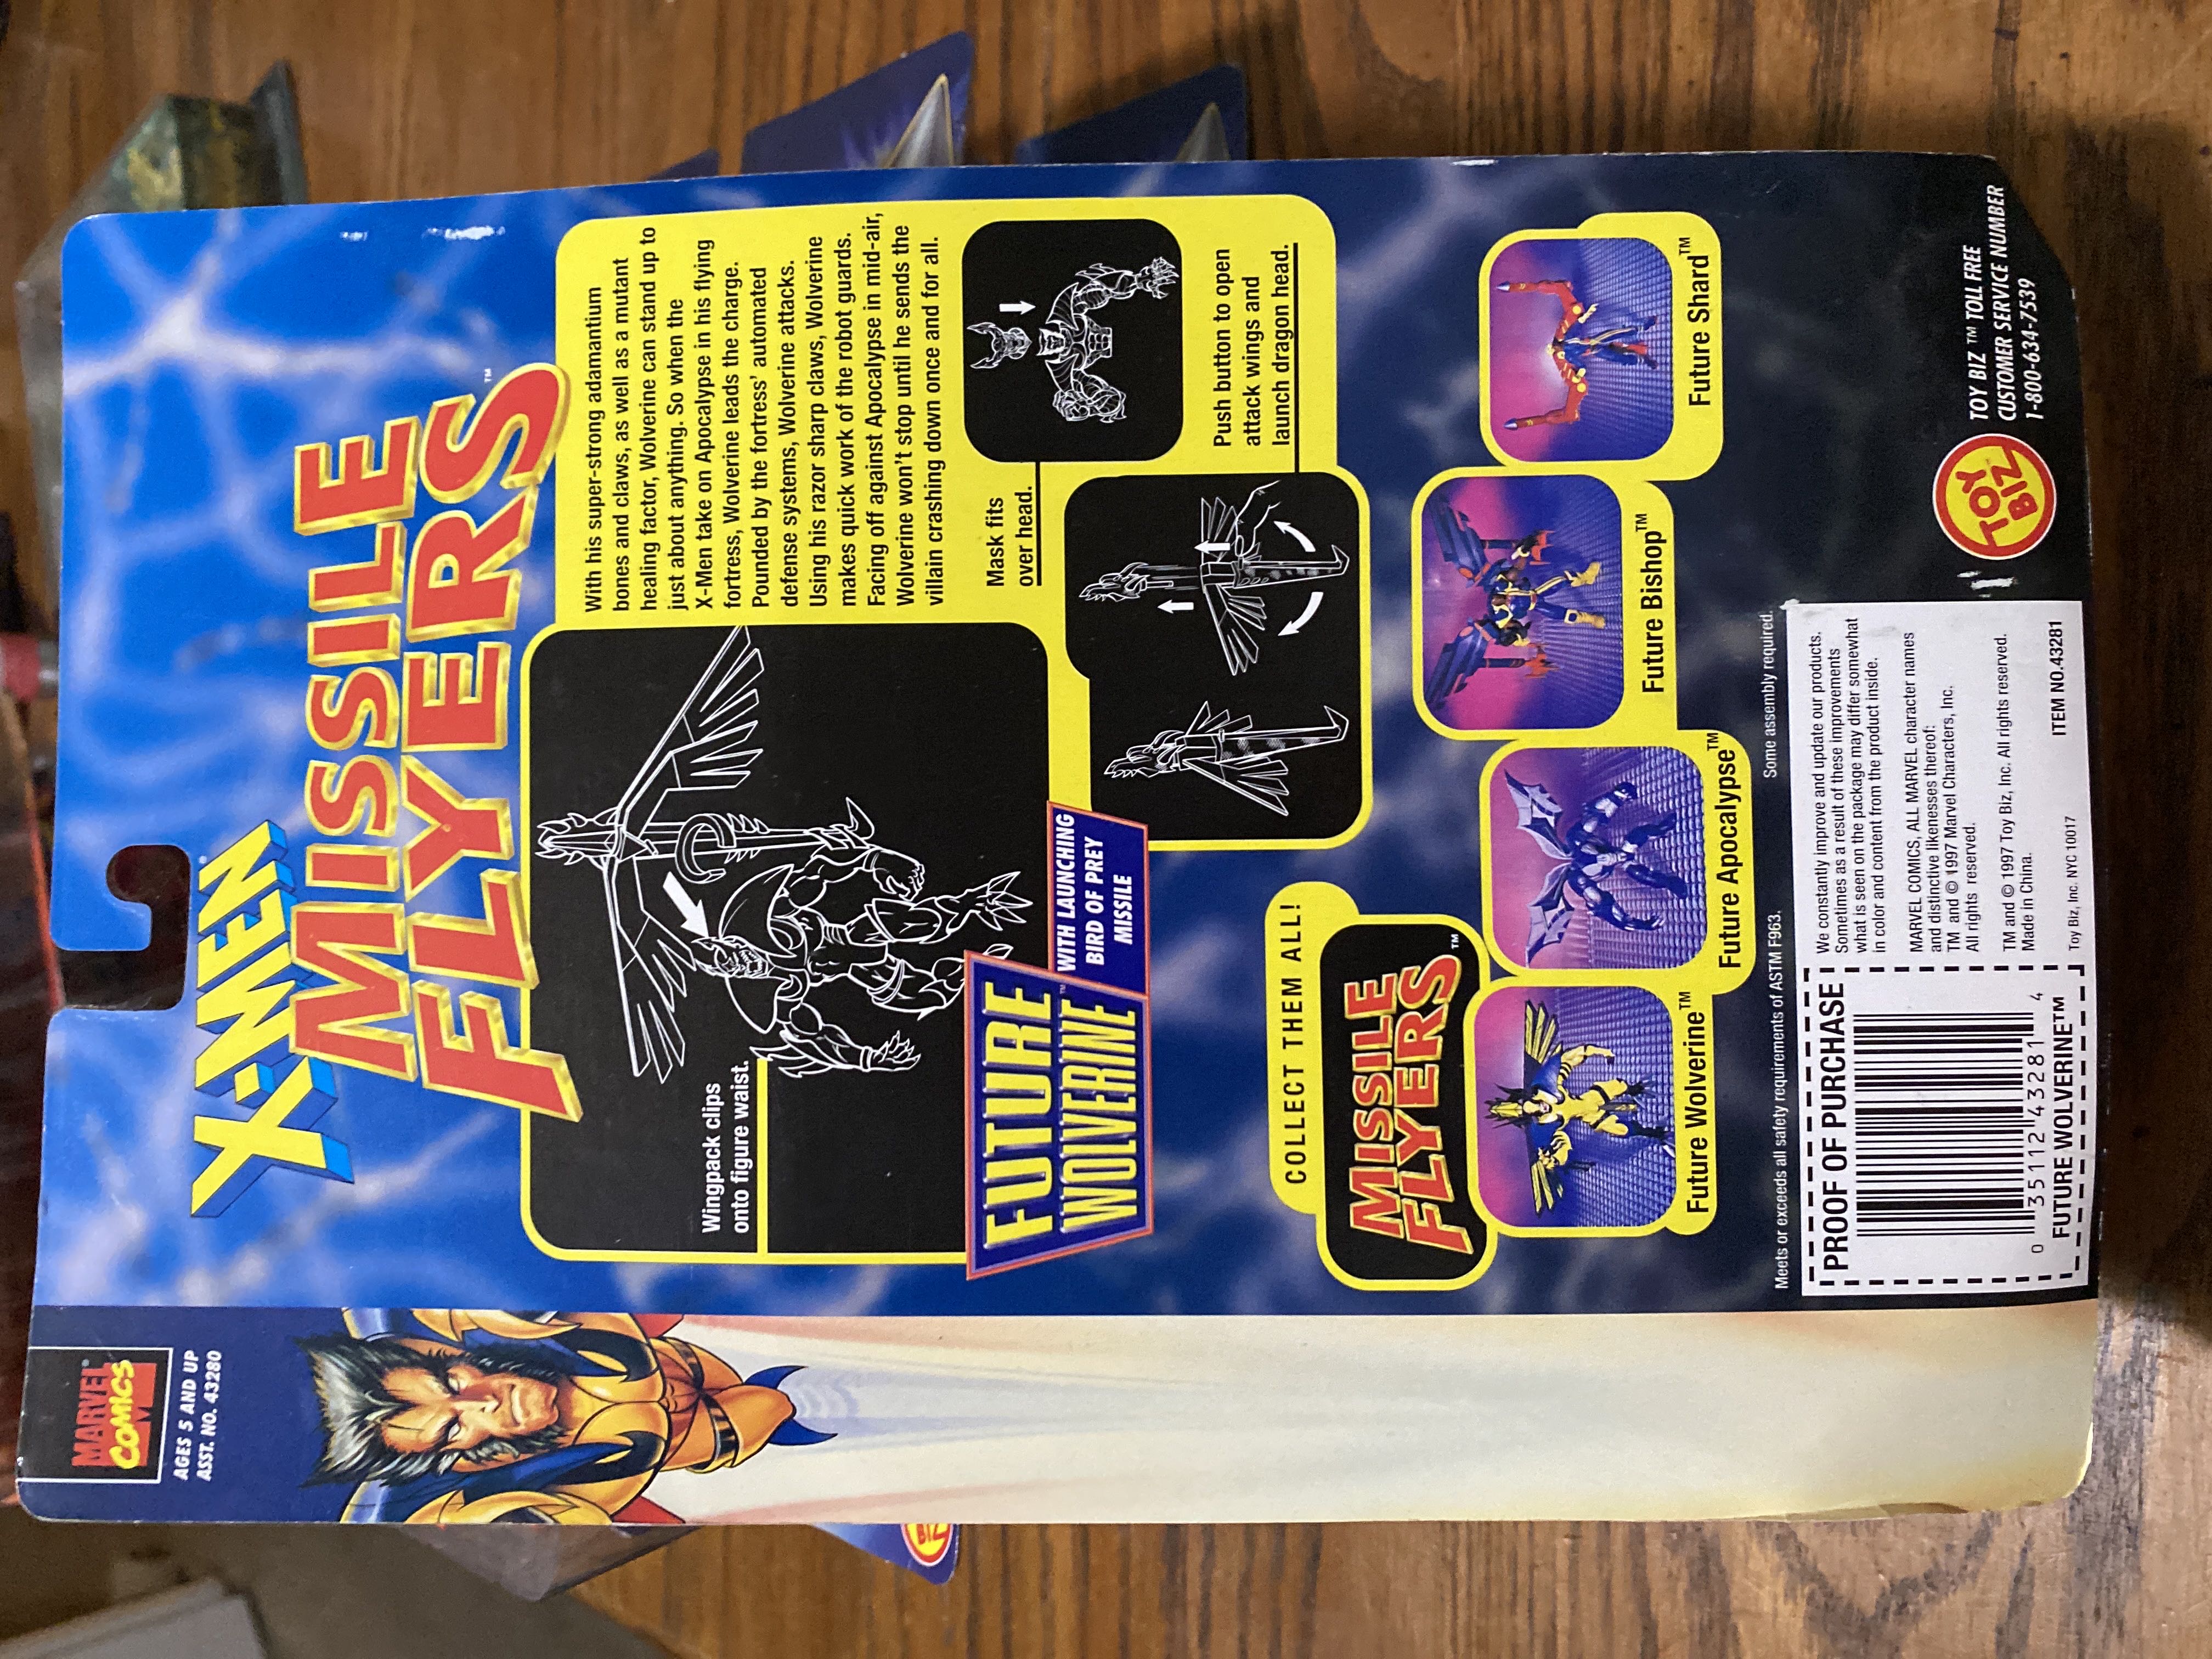 MARVEL®
COMICS
AGES 5 AND UP
ASST. NO. 43280
X-MEN
MISSILE
FLYERS™
With his super-strong adamantium
bones and claws, as well as a mutant
healing factor, Wolverine can stand up to
just about anything. So when the
X-Men take on Apocalypse in his flying
fortress, Wolverine leads the charge.
Pounded by the fortress' automated
defense systems, Wolverine attacks.
Using his razor sharp claws, Wolverine
makes quick work of the robot guards.
Facing off against Apocalypse in mid-air,
Wolverine won't stop until he sends the
villain crashing down once and for all.
Wingpack clips
onto figure waist.
Mask fits
over head.
Push button to open
attack wings and
launch dragon head.
FUTURE
WOLVERINE™
WITH LAUNCHING
BIRD OF PREY
MISSILE
COLLECT THEM ALL!
MISSILE
FLYERS™
Future Wolverine™
Future Apocalypse™
Future Bishop™
Future Shard™
Meets or exceeds all safety requirements of ASTM F963.
Some assembly required.
PROOF OF PURCHASE
0 35112 43281 4
FUTURE WOLVERINE™
We constantly improve and update our products.
Sometimes as a result of these improvements
what is seen on the package may differ somewhat
in color and content from the product inside.
MARVEL COMICS, ALL MARVEL character names
and distinctive likenesses thereof:
TM and © 1997 Marvel Characters, Inc.
All rights reserved.
TM and © 1997 Toy Biz, Inc. All rights reserved.
Made in China.
Toy Biz, Inc. NYC 10017
ITEM NO.43281
TOY
BIZ
TOY BIZ™ TOLL FREE
CUSTOMER SERVICE NUMBER
1-800-634-7539
BIZ